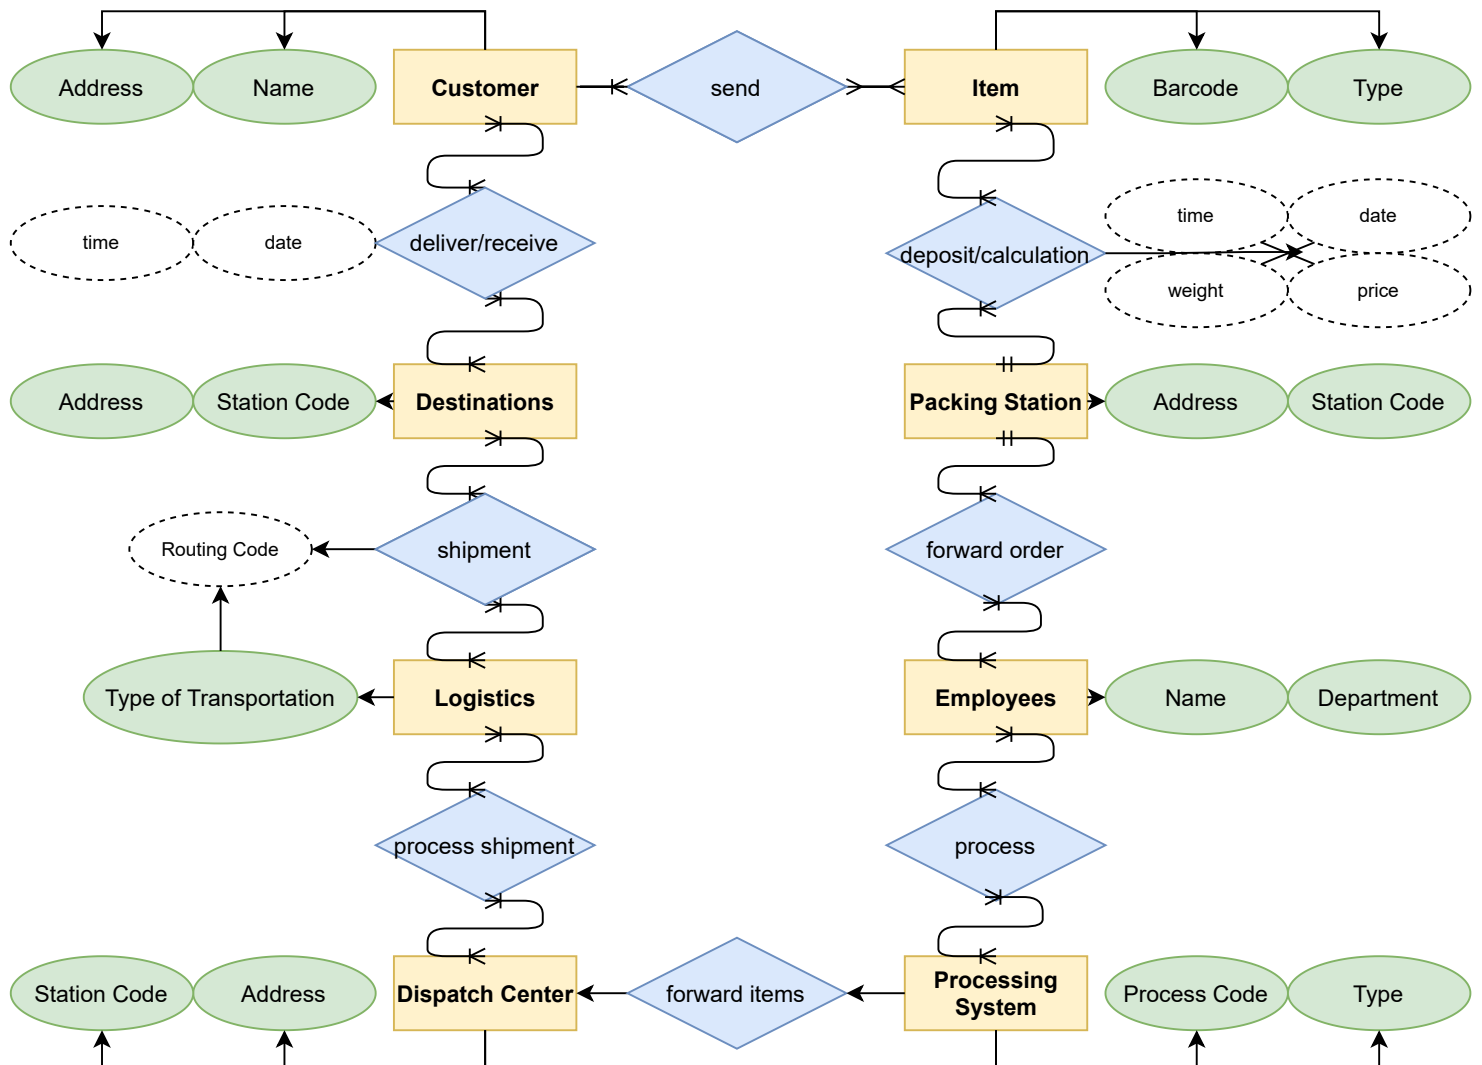 Address
Name
Customer
send
Item
Barcode
Type
time
date
deliver/receive
deposit/calculation
time
date
weight
price
Address
Station Code
Destinations
Packing Station
Address
Station Code
Routing Code
shipment
forward order
Type of Transportation
Logistics
Employees
Name
Department
process shipment
process
Station Code
Address
Dispatch Center
forward items
Processing
System
Process Code
Type